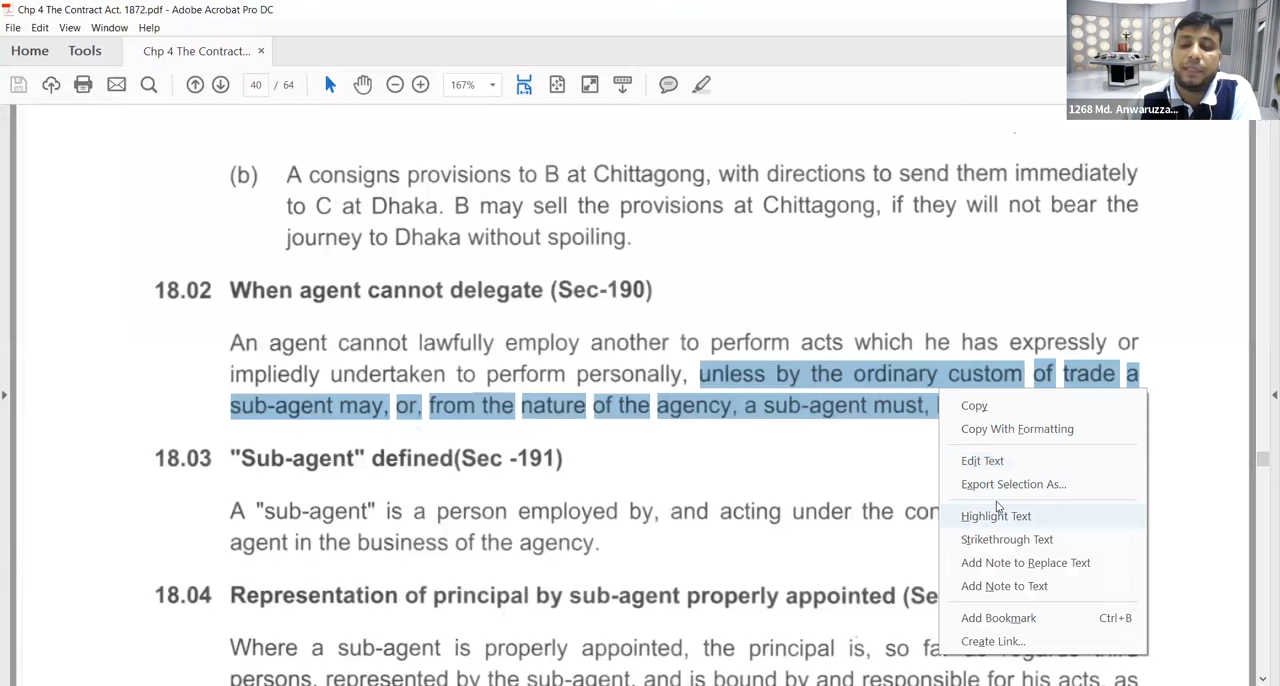 Chp 4 The Contract Act. 1872.pdf - Adobe Acrobat Pro DC
File Edit View Window Help
Home Tools Chp 4 The Contract... ×
40 / 64 167%
1268 Md. Anwaruzza...
(b) A consigns provisions to B at Chittagong, with directions to send them immediately
to C at Dhaka. B may sell the provisions at Chittagong, if they will not bear the
journey to Dhaka without spoiling.
18.02 When agent cannot delegate (Sec-190)
An agent cannot lawfully employ another to perform acts which he has expressly or
impliedly undertaken to perform personally, unless by the ordinary custom of trade a
sub-agent may, or, from the nature of the agency, a sub-agent must,
18.03 "Sub-agent" defined(Sec -191)
A "sub-agent" is a person employed by, and acting under the con
agent in the business of the agency.
18.04 Representation of principal by sub-agent properly appointed (Se
Where a sub-agent is properly appointed, the principal is, so far as regards third
persons, represented by the sub-agent, and is bound by and responsible for his acts, as
Copy
Copy With Formatting
Edit Text
Export Selection As...
Highlight Text
Strikethrough Text
Add Note to Replace Text
Add Note to Text
Add Bookmark Ctrl+B
Create Link...